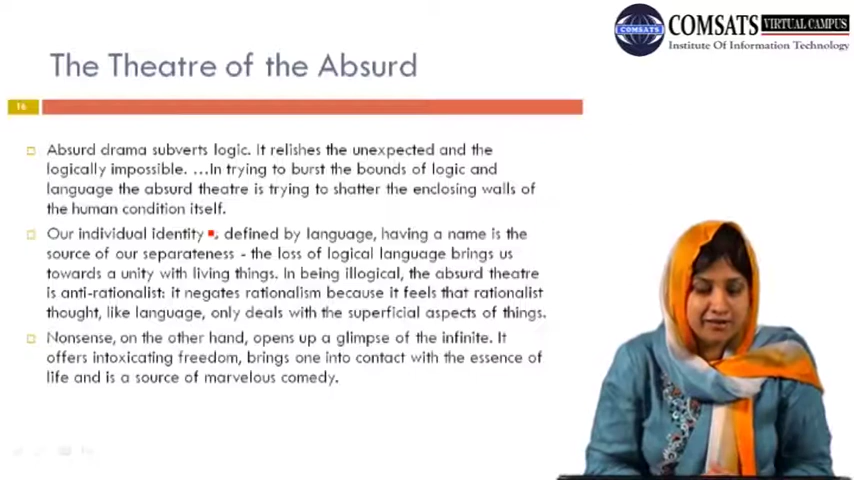 COMSATS VIRTUAL CAMPUS
Institute Of Information Technology
COMSATS
The Theatre of the Absurd
16
Absurd drama subverts logic. It relishes the unexpected and the
logically impossible. ...In trying to burst the bounds of logic and
language the absurd theatre is trying to shatter the enclosing walls of
the human condition itself.
Our individual identity , defined by language, having a name is the
source of our separateness - the loss of logical language brings us
towards a unity with living things. In being illogical, the absurd theatre
is anti-rationalist: it negates rationalism because it feels that rationalist
thought, like language, only deals with the superficial aspects of things.
Nonsense, on the other hand, opens up a glimpse of the infinite. It
offers intoxicating freedom, brings one into contact with the essence of
life and is a source of marvelous comedy.